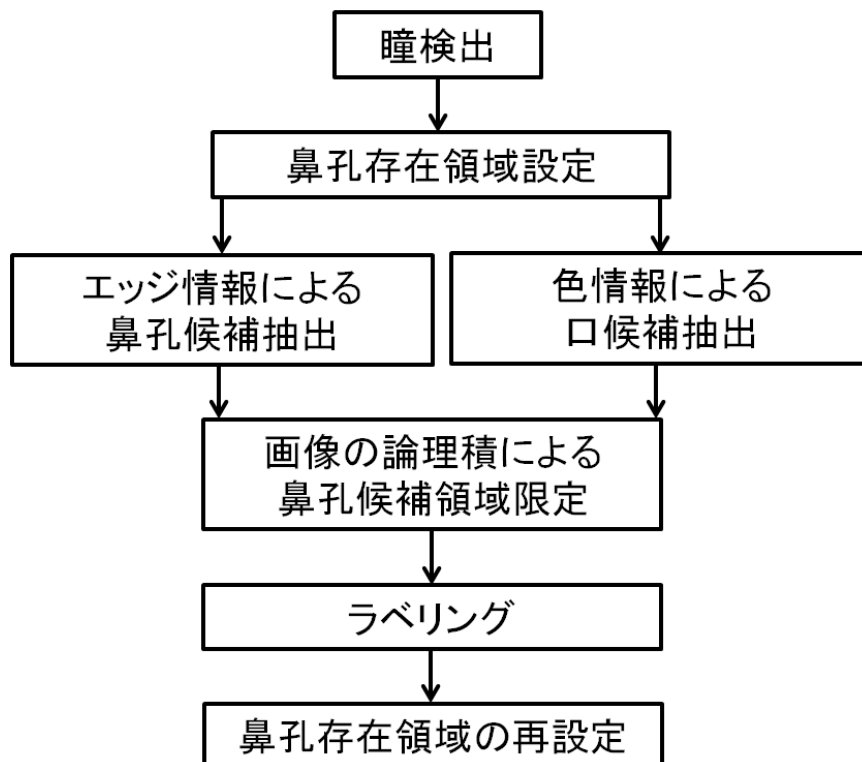 瞳検出
鼻孔存在領域設定
エッジ情報による
鼻孔候補抽出
色情報による
口候補抽出
画像の論理積による
鼻孔候補領域限定
ラベリング
鼻孔存在領域の再設定